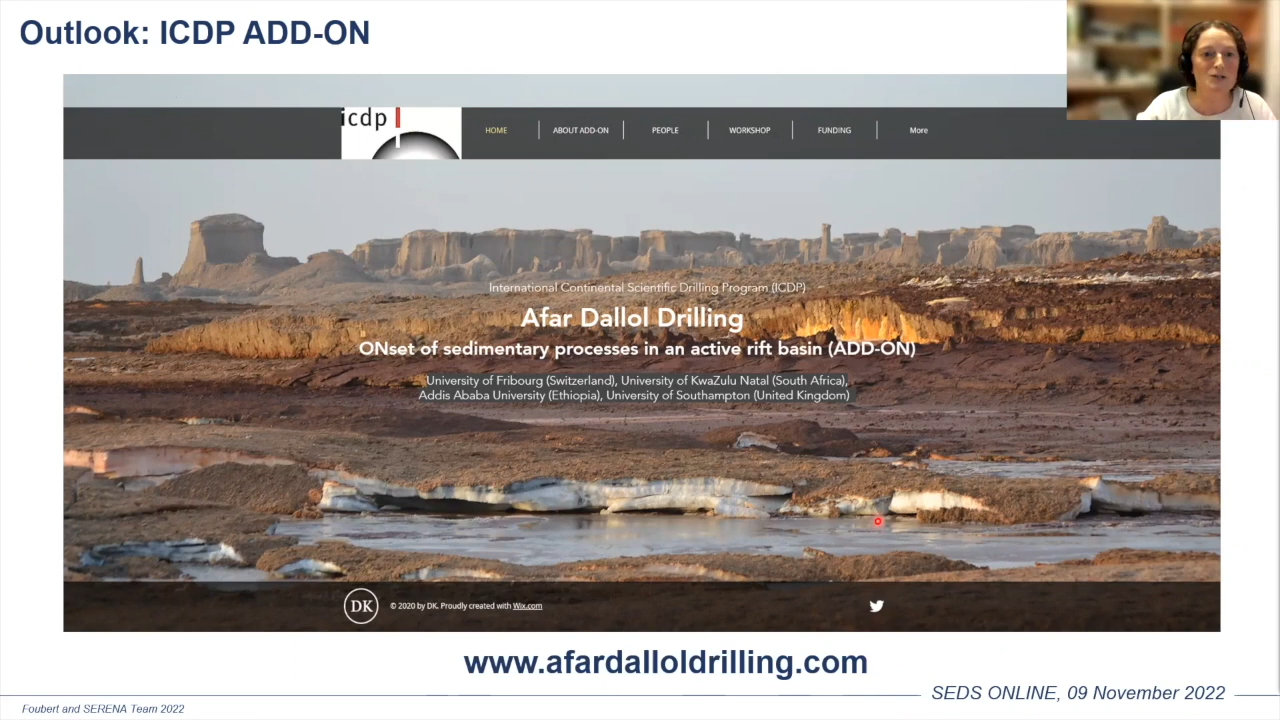 Outlook: ICDP ADD-ON
icdp
HOME
ABOUT ADD-ON
PEOPLE
WORKSHOP
FUNDING
More
International Continental Scientific Drilling Program (ICDP)
Afar Dallol Drilling
ONset of sedimentary processes in an active rift basin (ADD-ON)
University of Fribourg (Switzerland), University of KwaZulu Natal (South Africa),
Addis Ababa University (Ethiopia), University of Southampton (United Kingdom)
DK
© 2020 by DK. Proudly created with Wix.com
www.afardalloldrilling.com
SEDS ONLINE, 09 November 2022
Foubert and SERENA Team 2022